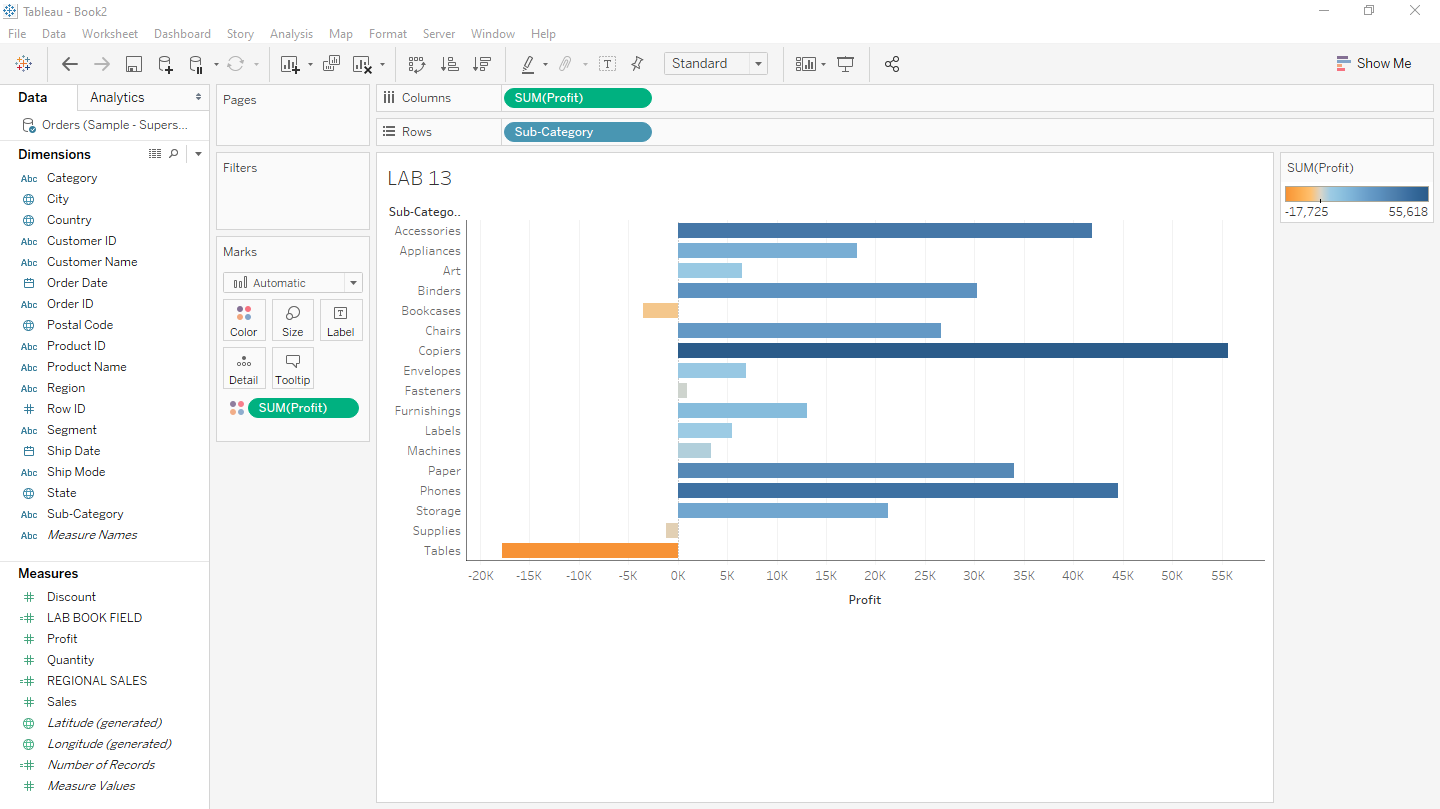 Tableau - Book2
File Data Worksheet Dashboard Story Analysis Map Format Server Window Help
Standard
Show Me
Data
Analytics
Orders (Sample - Supers...
Dimensions
Abc Category
City
Country
Abc Customer ID
Abc Customer Name
Order Date
Abc Order ID
Postal Code
Abc Product ID
Abc Product Name
Abc Region
Row ID
Abc Segment
Ship Date
Abc Ship Mode
State
Abc Sub-Category
Abc Measure Names
Measures
Discount
LAB BOOK FIELD
Profit
Quantity
REGIONAL SALES
Sales
Latitude (generated)
Longitude (generated)
Number of Records
Measure Values
Pages
Filters
Marks
Automatic
Color Size Label
Detail Tooltip
SUM(Profit)
Columns SUM(Profit)
Rows Sub-Category
LAB 13
Sub-Catego..
Accessories
Appliances
Art
Binders
Bookcases
Chairs
Copiers
Envelopes
Fasteners
Furnishings
Labels
Machines
Paper
Phones
Storage
Supplies
Tables
-20K -15K -10K -5K 0K 5K 10K 15K 20K 25K 30K 35K 40K 45K 50K 55K
Profit
SUM(Profit)
-17,725 55,618